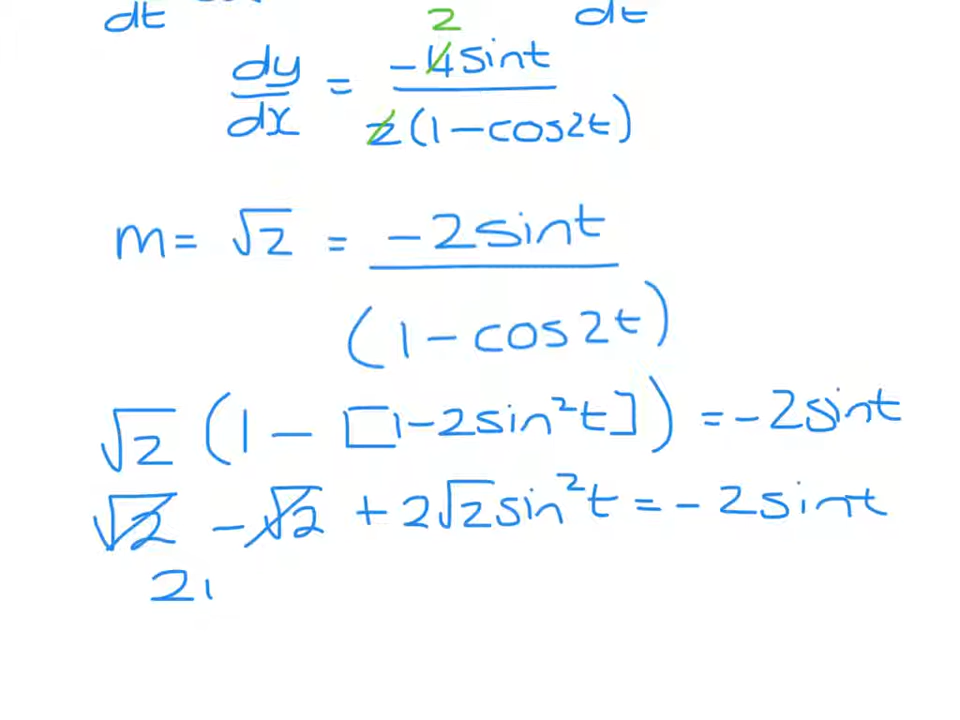 dt dt
dy/dx = -4sint / 2(1-cos2t) 2
m = √2 = -2sint / (1-cos2t)
√2 (1 - [1-2sin²t]) = -2sint
√2 - √2 + 2√2sin²t = -2sint
2